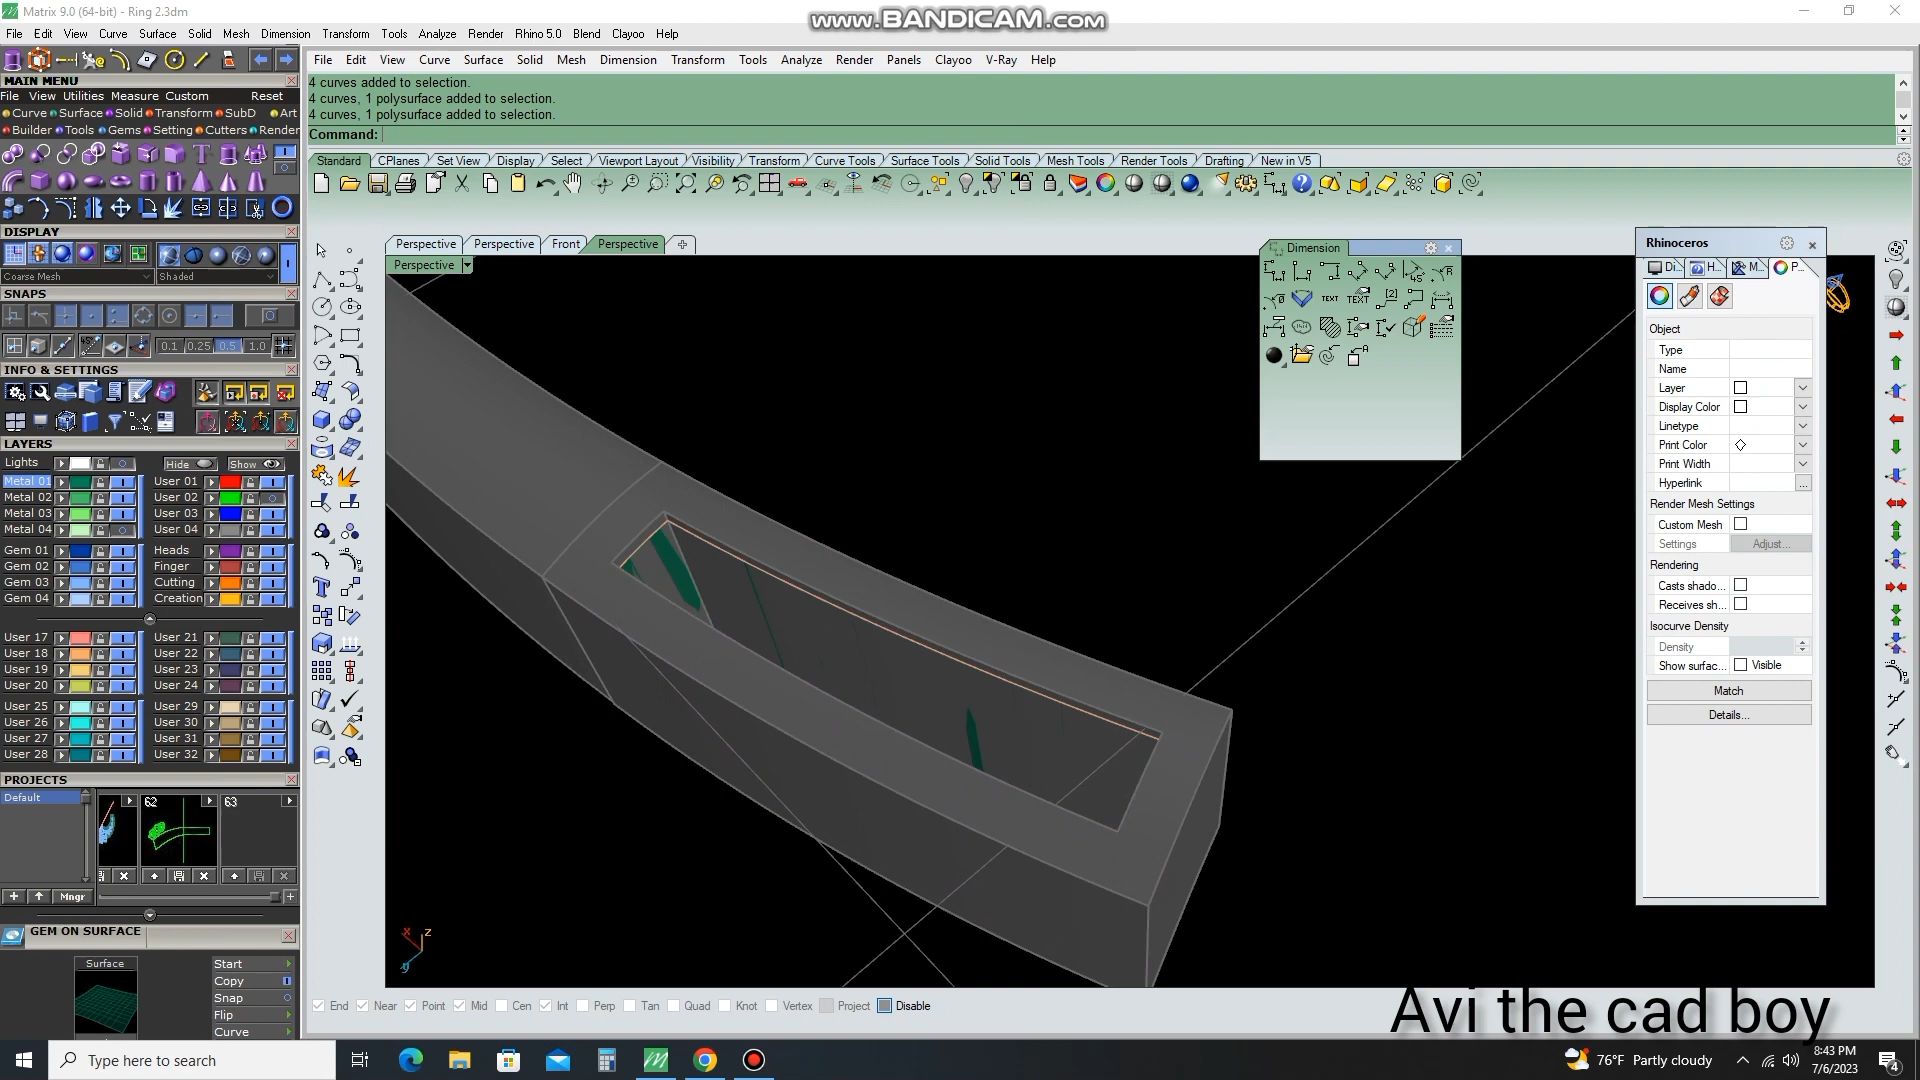 Matrix 9.0 (64-bit) - Ring 2.3dm
www.BANDICAM.com
File Edit View Curve Surface Solid Mesh Dimension Transform Tools Analyze Render Rhino 5.0 Blend Clayoo Help
File Edit View Curve Surface Solid Mesh Dimension Transform Tools Analyze Render Panels Clayoo V-Ray Help
4 curves added to selection.
4 curves, 1 polysurface added to selection.
4 curves, 1 polysurface added to selection.
Command:
Standard CPlanes Set View Display Select Viewport Layout Visibility Transform Curve Tools Surface Tools Solid Tools Mesh Tools Render Tools Drafting New in V5
MAIN MENU
File View Utilities Measure Custom Reset
Curve Surface Solid Transform SubD Art
Builder Tools Gems Setting Cutters Render
DISPLAY
Coarse Mesh Shaded
SNAPS
0.1 0.25 0.5 1.0
INFO & SETTINGS
LAYERS
Lights Hide Show
Metal 01 User 01
Metal 02 User 02
Metal 03 User 03
Metal 04 User 04
Gem 01 Heads
Gem 02 Finger
Gem 03 Cutting
Gem 04 Creation
User 17 User 21
User 18 User 22
User 19 User 23
User 20 User 24
User 25 User 29
User 26 User 30
User 27 User 31
User 28 User 32
PROJECTS
Default
62 63
Mngr
GEM ON SURFACE
Surface
Start
Copy
Snap
Flip
Curve
Perspective Perspective Front Perspective
Perspective
x z
y
Dimension
TEXT TEXT
Rhinoceros
Di... H... M... P...
Object
Type
Name
Layer
Display Color
Linetype
Print Color
Print Width
Hyperlink ...
Render Mesh Settings
Custom Mesh
Settings Adjust...
Rendering
Casts shado...
Receives sh...
Isocurve Density
Density
Show surfac... Visible
Match
Details...
End Near Point Mid Cen Int Perp Tan Quad Knot Vertex Project Disable
Avi the cad boy
Type here to search
76°F Partly cloudy
8:43 PM
7/6/2023
4